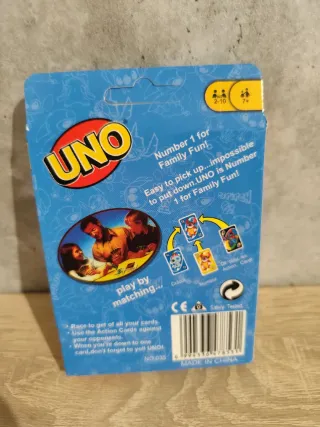 2-10
7+
UNO
Number 1 for
Family Fun!
Easy to pick up...impossible
to put down UNO is Number
1 for Family Fun!
play by
matching...
Number
• Race to get of all your cards.
• Use the Action Cards against
your opponents.
• When you're down to one
card,don't forget to yell UNO!
CE
MADE IN CHINA